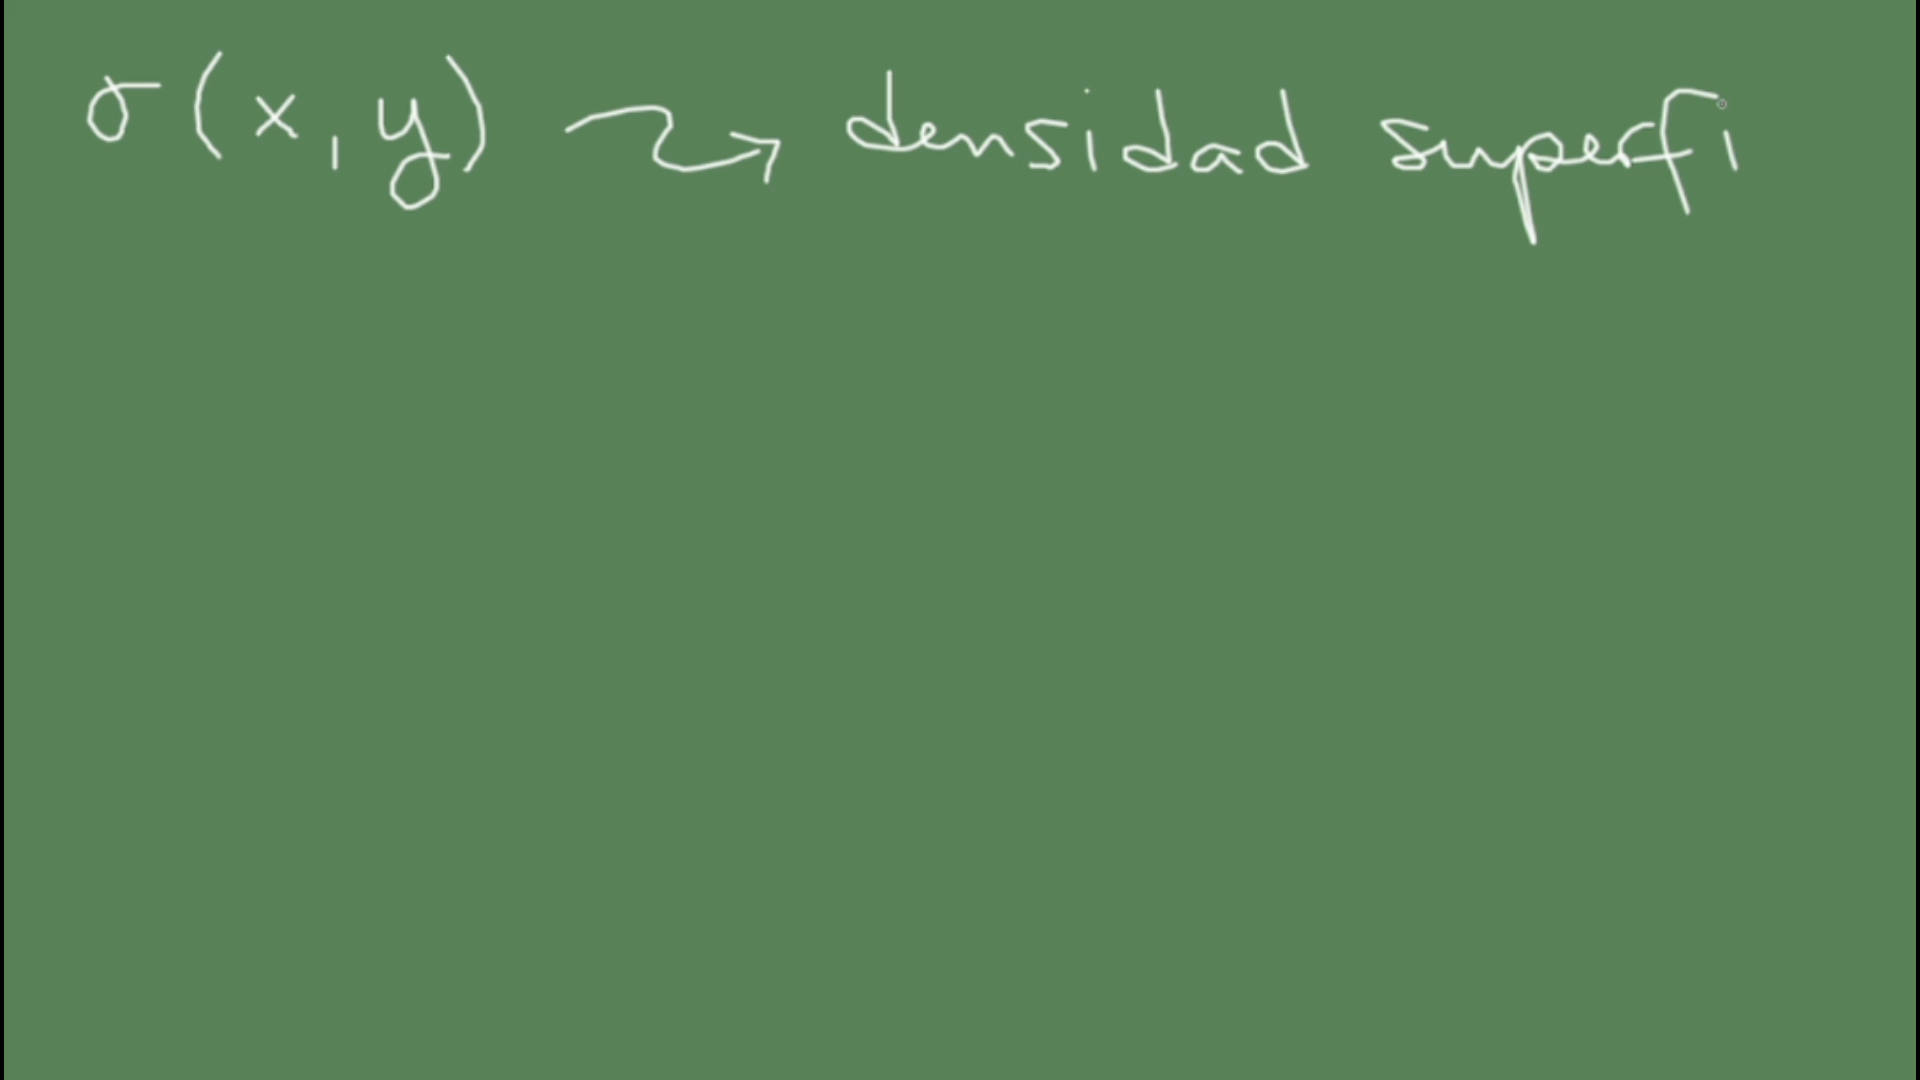 σ(x,y) ⤳ densidad superfi